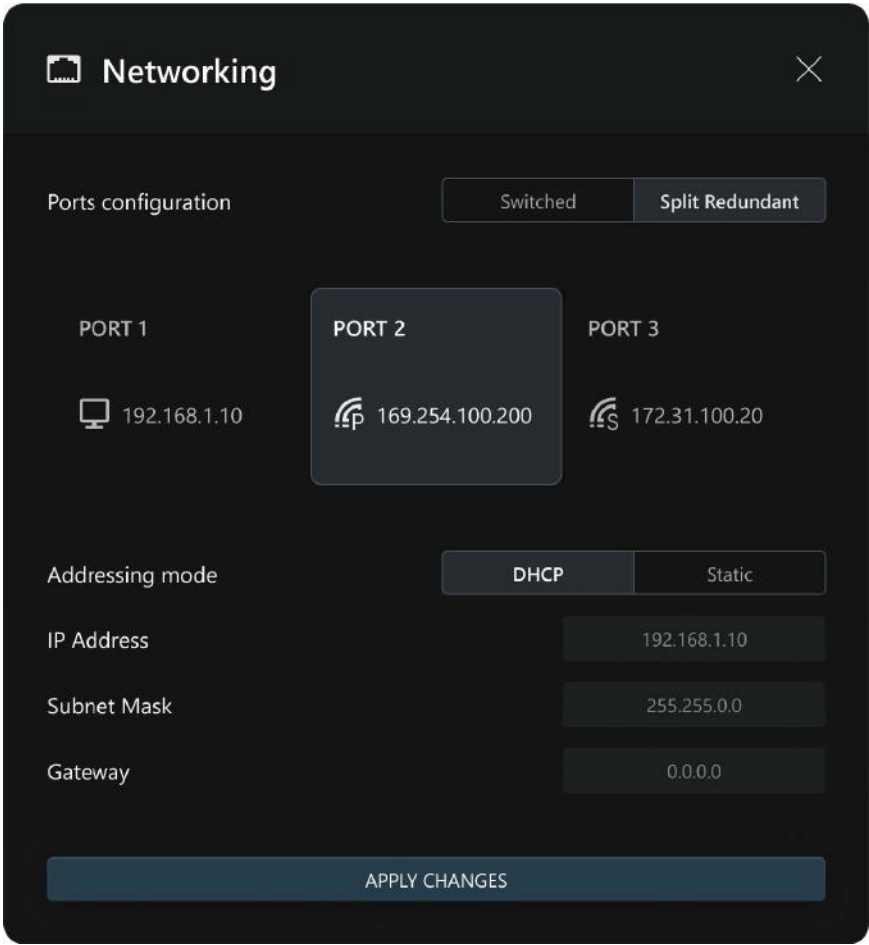 Networking
Ports configuration Switched Split Redundant
PORT 1 PORT 2 PORT 3
192.168.1.10 P 169.254.100.200 S 172.31.100.20
Addressing mode DHCP Static
IP Address 192.168.1.10
Subnet Mask 255.255.0.0
Gateway 0.0.0.0
APPLY CHANGES